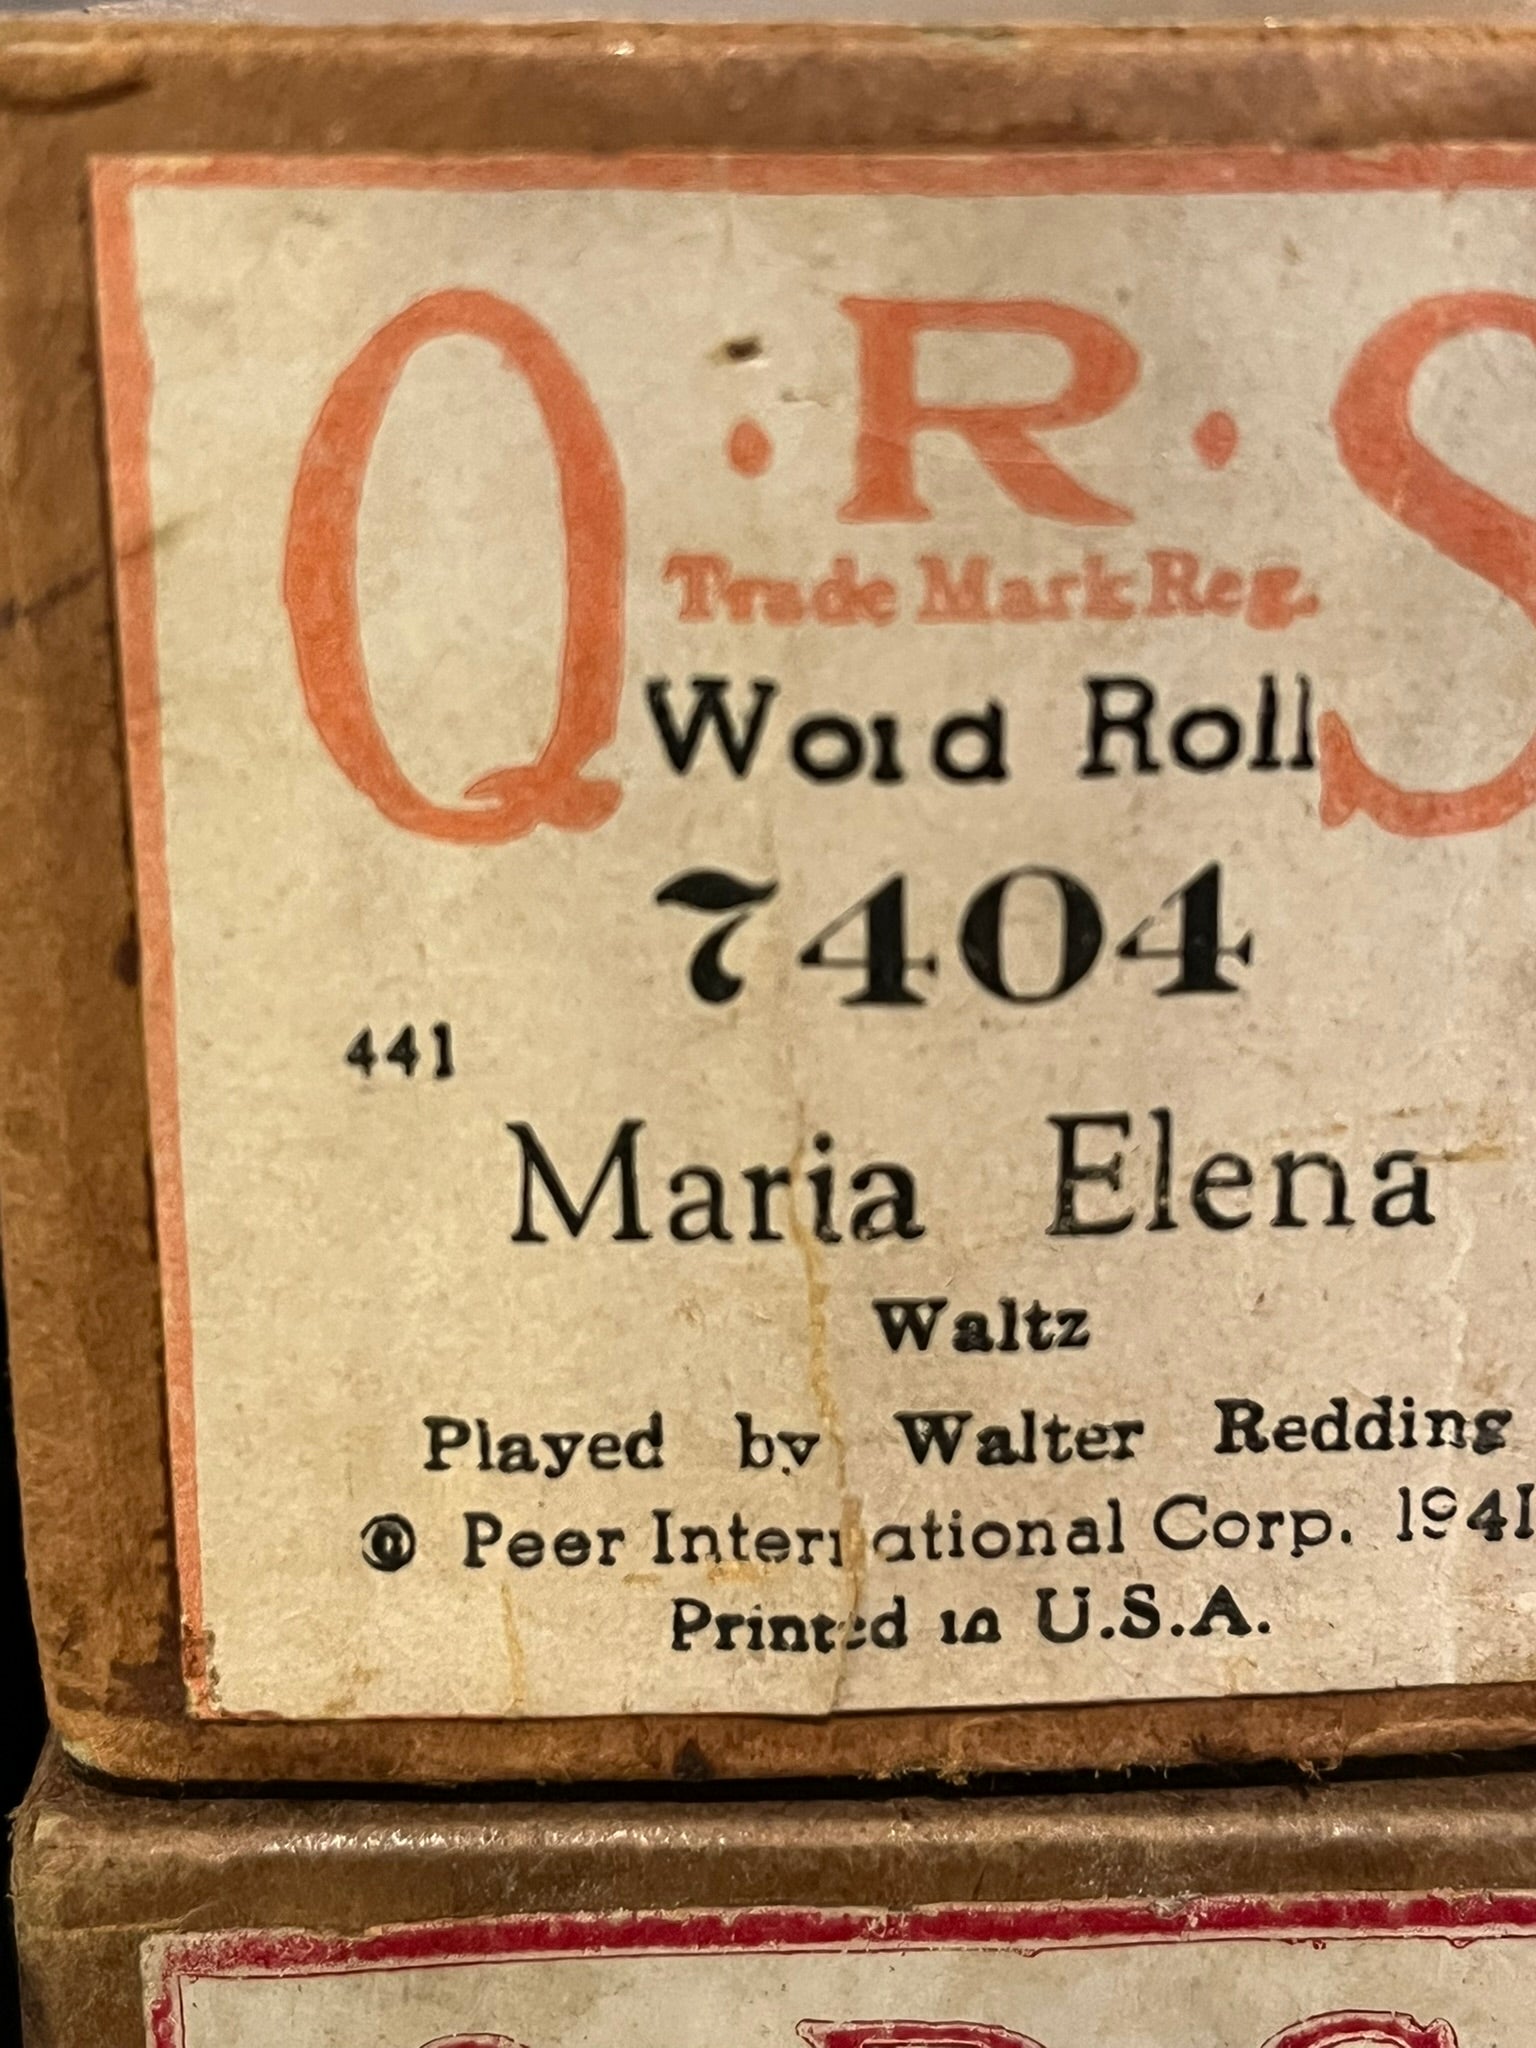 Q·R·S
Trade Mark Reg.
Word Roll
7404
441
Maria Elena
Waltz
Played by Walter Redding
© Peer International Corp. 1941
Printed in U.S.A.